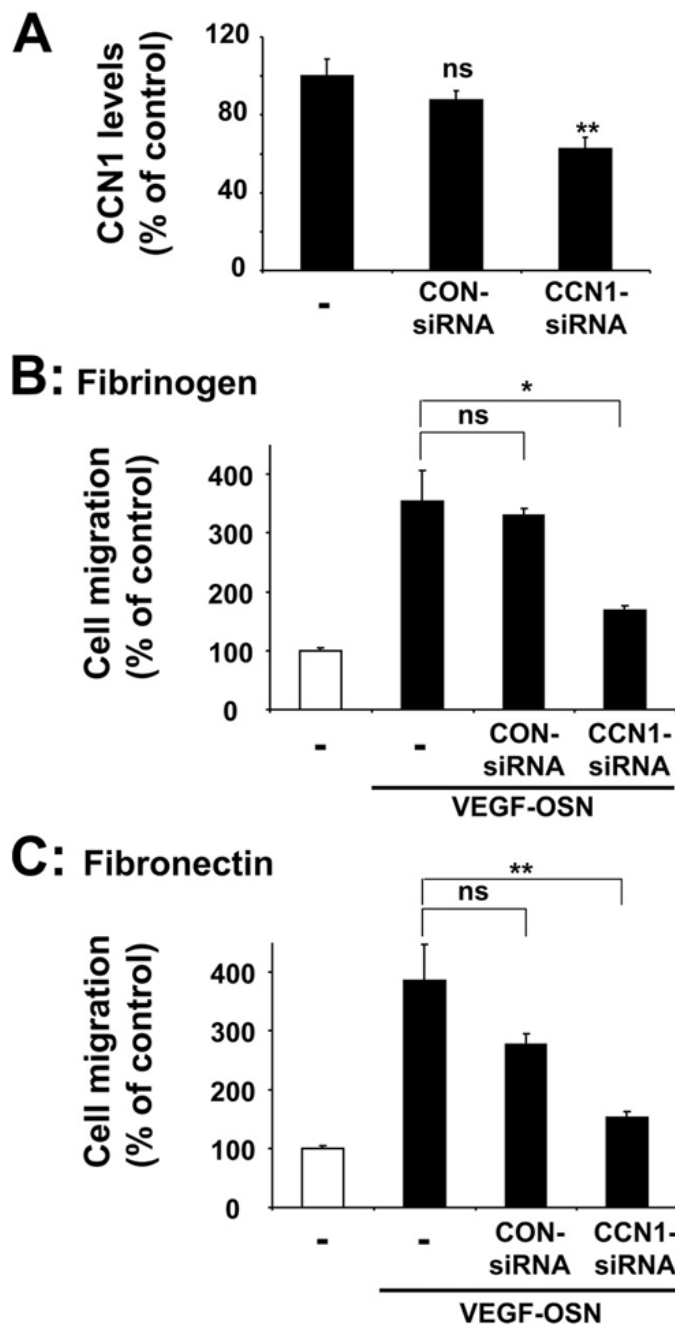 A
CCN1 levels
(% of control)
120
80
40
0
ns
**
-
CON-
siRNA
CCN1-
siRNA
B: Fibrinogen
Cell migration
(% of control)
400
300
200
100
0
*
ns
-
-
CON-
siRNA
CCN1-
siRNA
VEGF-OSN
C: Fibronectin
Cell migration
(% of control)
400
300
200
100
0
**
ns
-
-
CON-
siRNA
CCN1-
siRNA
VEGF-OSN